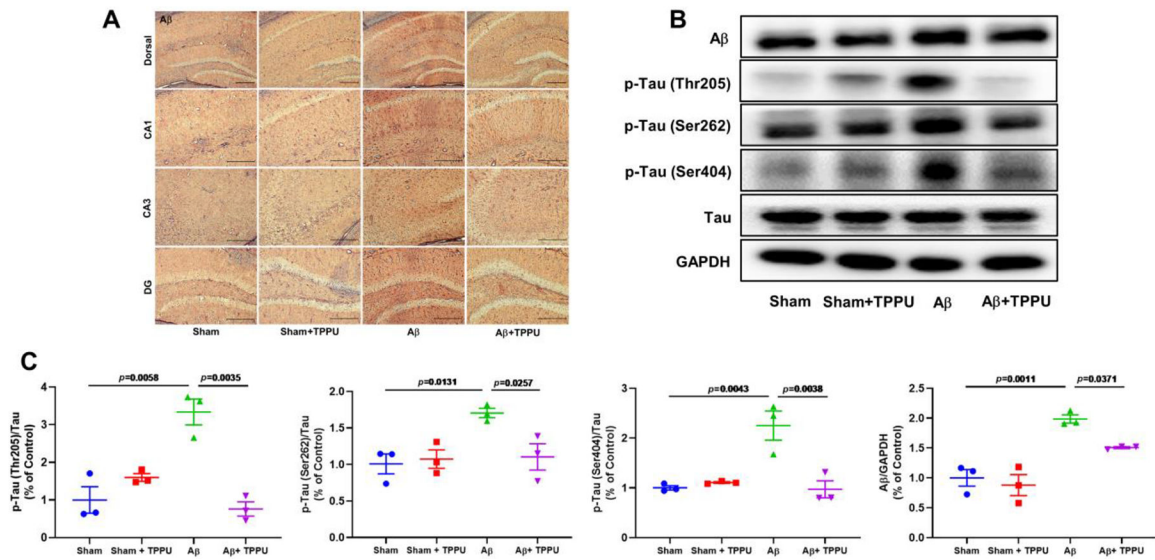 A
Aβ
Dorsal
CA1
CA3
DG
Sham
Sham+TPPU
Aβ
Aβ+TPPU
B
Aβ
p-Tau (Thr205)
p-Tau (Ser262)
p-Tau (Ser404)
Tau
GAPDH
Sham
Sham+TPPU
Aβ
Aβ+TPPU
C
p-Tau (Thr205)/Tau
(% of Control)
4
3
2
1
0
p=0.0058
p=0.0035
Sham
Sham + TPPU
Aβ
Aβ+ TPPU
p-Tau (Ser262)/Tau
(% of Control)
2.0
1.5
1.0
0.5
0.0
p=0.0131
p=0.0257
Sham
Sham + TPPU
Aβ
Aβ+ TPPU
p-Tau (Ser404)/Tau
(% of Control)
4
3
2
1
0
p=0.0043
p=0.0038
Sham
Sham + TPPU
Aβ
Aβ+ TPPU
Aβ/GAPDH
(% of Control)
2.5
2.0
1.5
1.0
0.5
0.0
p=0.0011
p=0.0371
Sham
Sham + TPPU
Aβ
Aβ+ TPPU